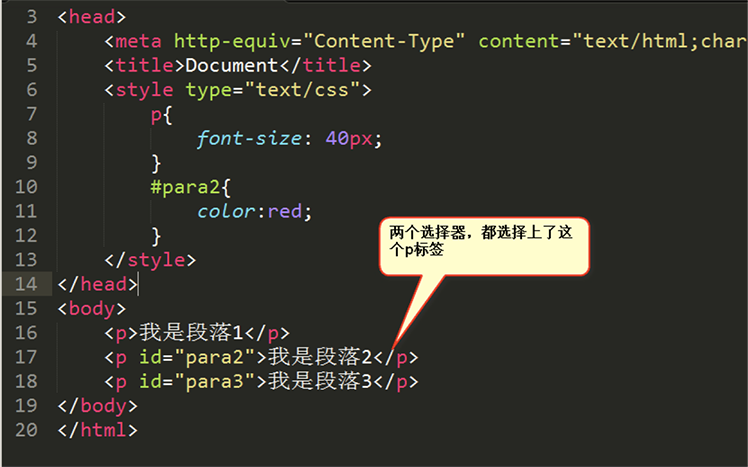 3 <head>
4 <meta http-equiv="Content-Type" content="text/html;char
5 <title>Document</title>
6 <style type="text/css">
7 p{
8 font-size: 40px;
9 }
10 #para2{
11 color:red;
12 }
两个选择器，都选择上了这
个p标签
13 </style>
14 </head>
15 <body>
16 <p>我是段落1</p>
17 <p id="para2">我是段落2</p>
18 <p id="para3">我是段落3</p>
19 </body>
20 </html>